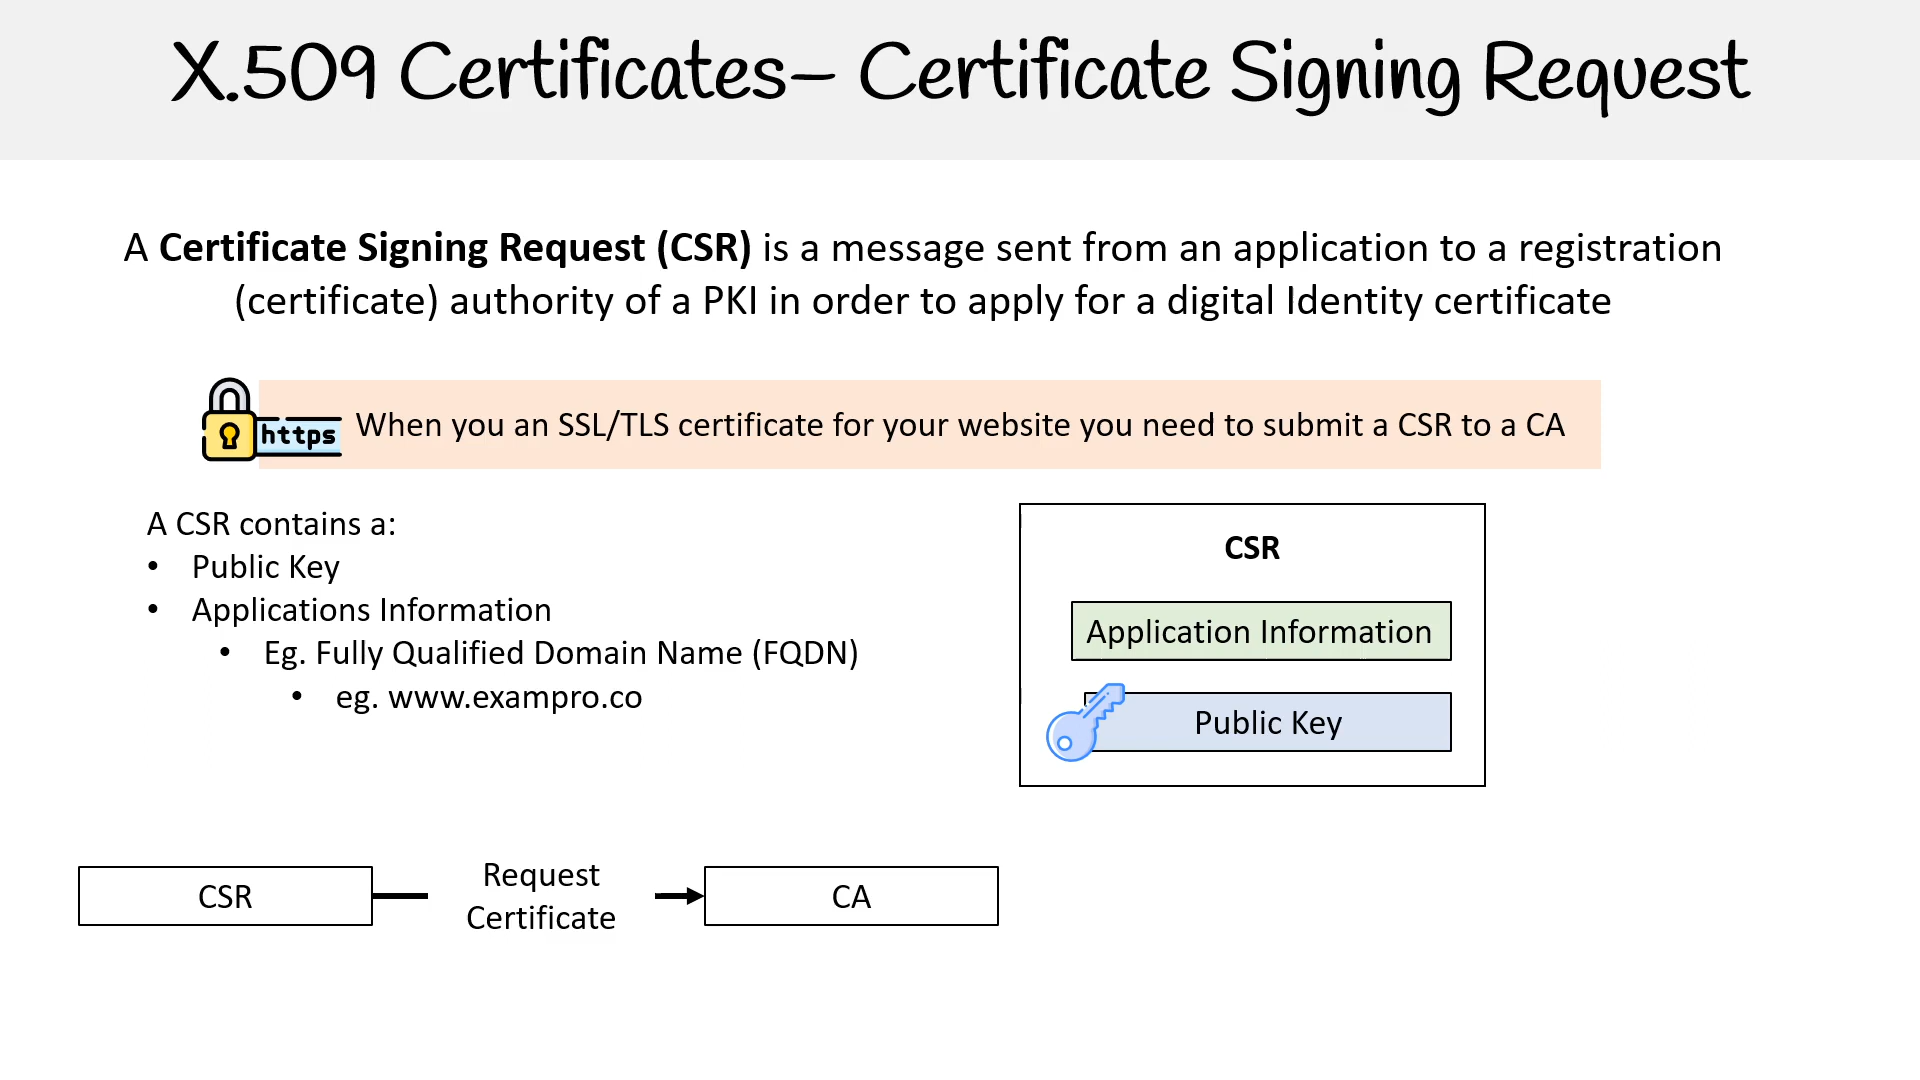 X.509 Certificates– Certificate Signing Request
A Certificate Signing Request (CSR) is a message sent from an application to a registration
(certificate) authority of a PKI in order to apply for a digital Identity certificate
https
When you an SSL/TLS certificate for your website you need to submit a CSR to a CA
A CSR contains a:
• Public Key
• Applications Information
• Eg. Fully Qualified Domain Name (FQDN)
• eg. www.exampro.co
CSR
Application Information
Public Key
CSR
Request
Certificate
CA